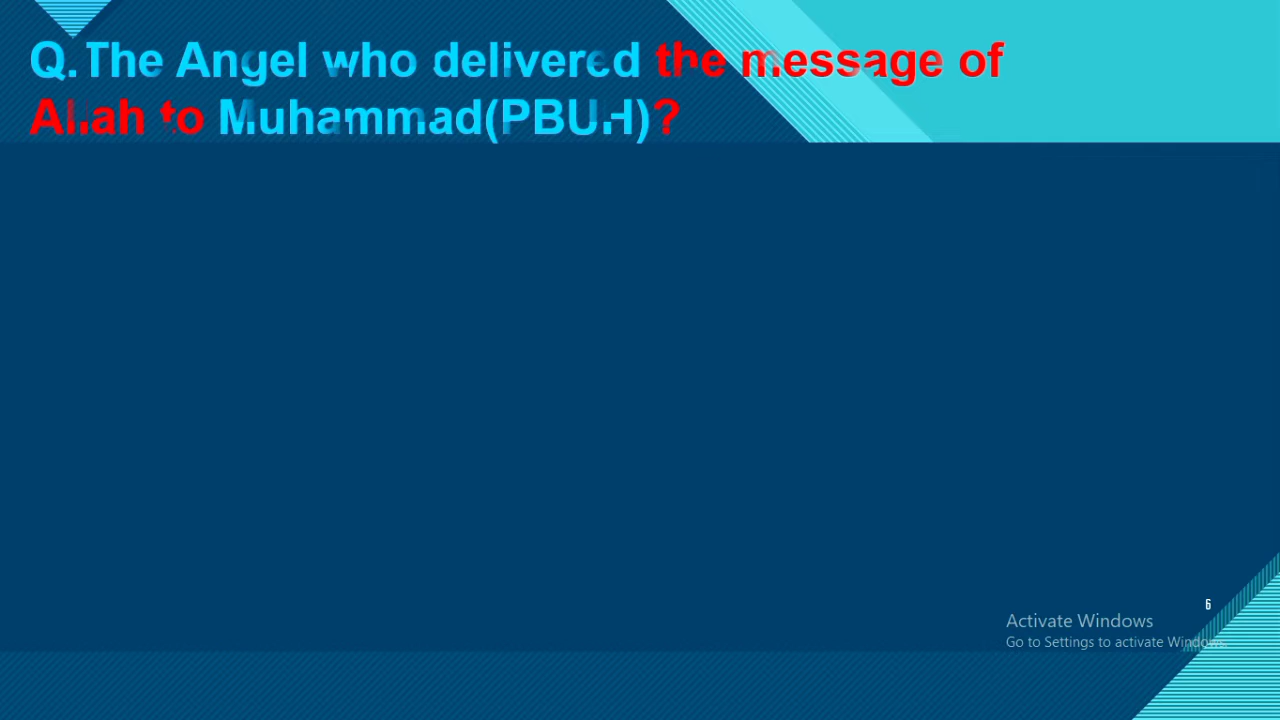 Q.The Angel who delivered the message of
Allah to Muhammad(PBUH)?
6
Activate Windows
Go to Settings to activate Windows.